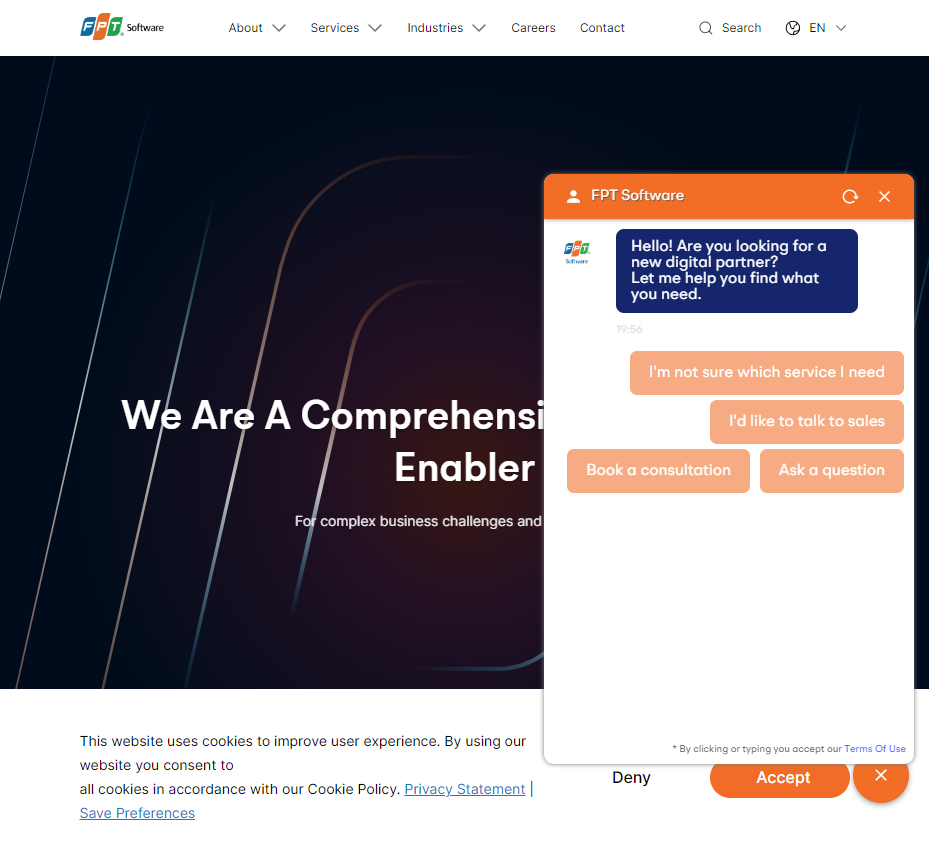 FPT Software
About
Services
Industries
Careers
Contact
Search
EN
We Are A Comprehensi
Enabler
For complex business challenges and
FPT Software
FPT
Software
Hello! Are you looking for a
new digital partner?
Let me help you find what
you need.
19:56
I'm not sure which service I need
I'd like to talk to sales
Book a consultation
Ask a question
* By clicking or typing you accept our Terms Of Use
This website uses cookies to improve user experience. By using our
website you consent to
all cookies in accordance with our Cookie Policy. Privacy Statement |
Save Preferences
Deny
Accept